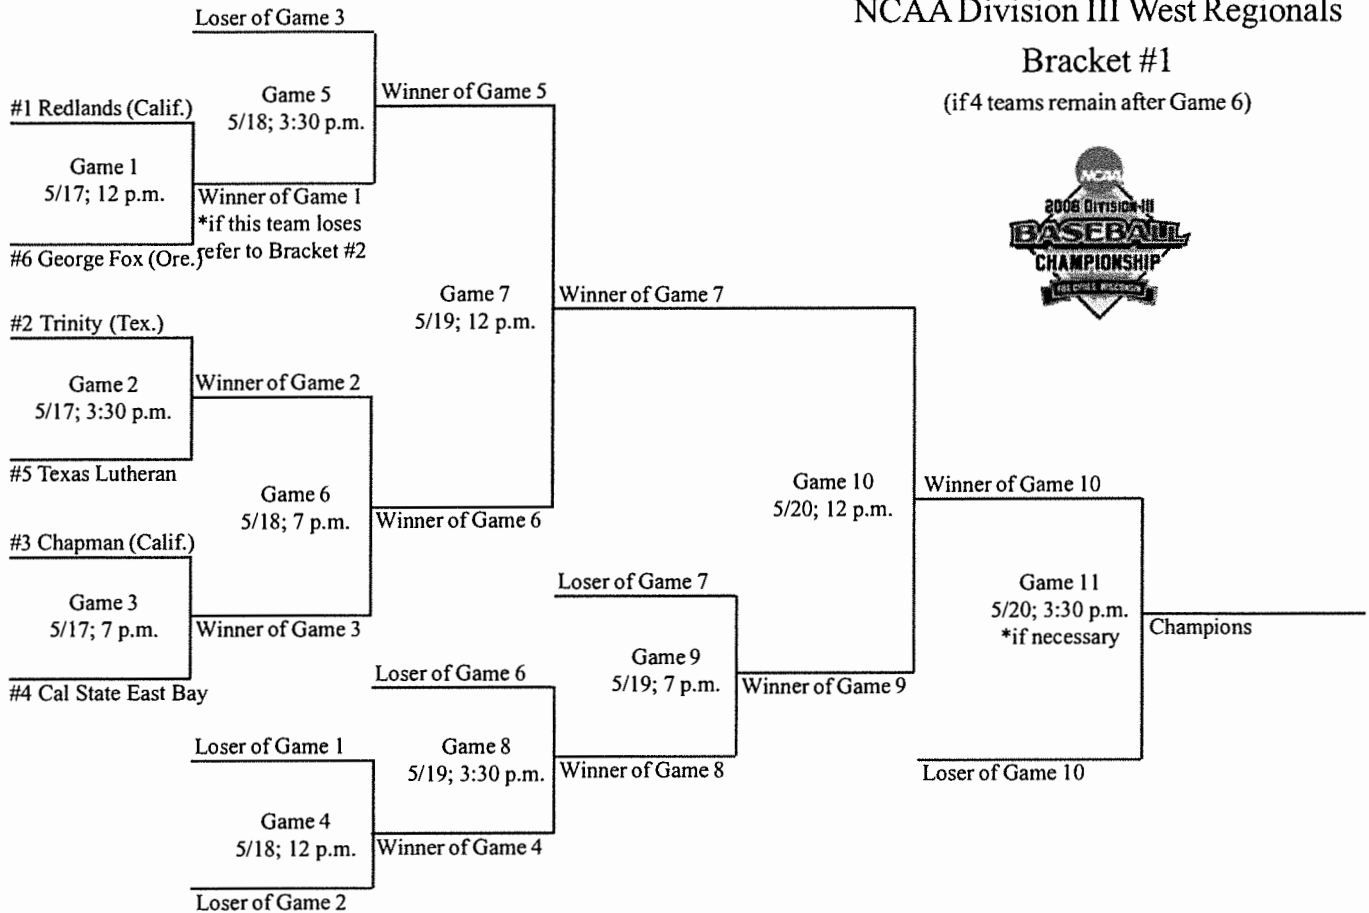 NCAA Division III West Regionals
Bracket #1
(if 4 teams remain after Game 6)
NCAA
2008 DIVISION III
BASEBALL
CHAMPIONSHIP
Loser of Game 3
Game 5
5/18; 3:30 p.m.
Winner of Game 5
#1 Redlands (Calif.)
Game 1
5/17; 12 p.m.
Winner of Game 1
*if this team loses
refer to Bracket #2
#6 George Fox (Ore.)
Game 7
5/19; 12 p.m.
Winner of Game 7
#2 Trinity (Tex.)
Game 2
5/17; 3:30 p.m.
Winner of Game 2
#5 Texas Lutheran
Game 6
5/18; 7 p.m.
Winner of Game 6
#3 Chapman (Calif.)
Game 3
5/17; 7 p.m.
Winner of Game 3
#4 Cal State East Bay
Game 10
5/20; 12 p.m.
Winner of Game 10
Game 11
5/20; 3:30 p.m.
*if necessary
Champions
Loser of Game 7
Game 9
5/19; 7 p.m.
Winner of Game 9
Loser of Game 6
Game 8
5/19; 3:30 p.m.
Winner of Game 8
Loser of Game 10
Loser of Game 1
Game 4
5/18; 12 p.m.
Winner of Game 4
Loser of Game 2